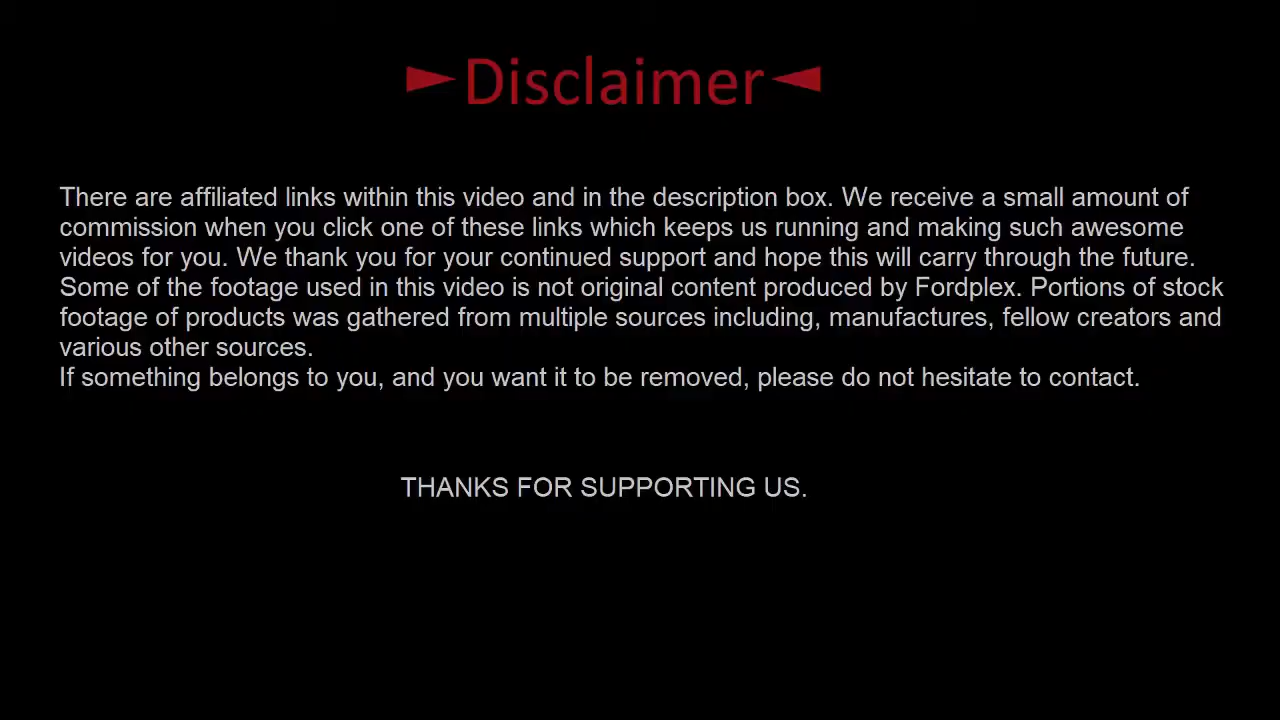 ►Disclaimer◄
There are affiliated links within this video and in the description box. We receive a small amount of
commission when you click one of these links which keeps us running and making such awesome
videos for you. We thank you for your continued support and hope this will carry through the future.
Some of the footage used in this video is not original content produced by Fordplex. Portions of stock
footage of products was gathered from multiple sources including, manufactures, fellow creators and
various other sources.
If something belongs to you, and you want it to be removed, please do not hesitate to contact.
THANKS FOR SUPPORTING US.